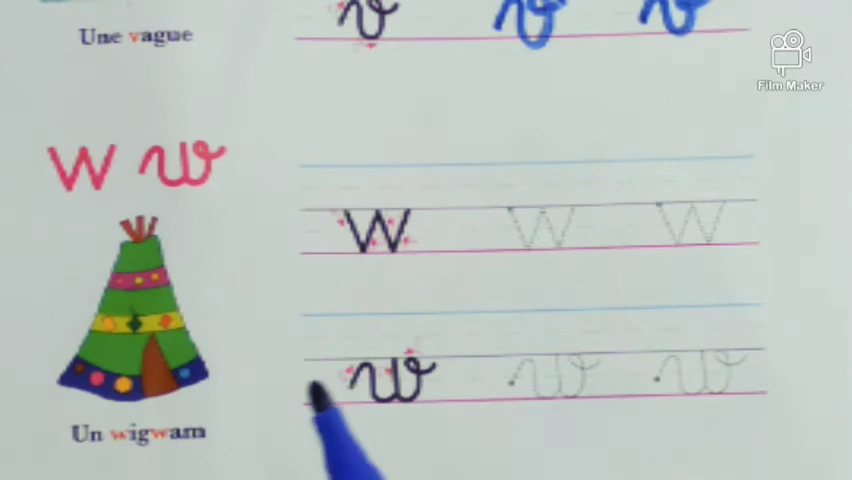 v v v
Une vague
Film Maker
w w
w w w
w w w
Un wigwam